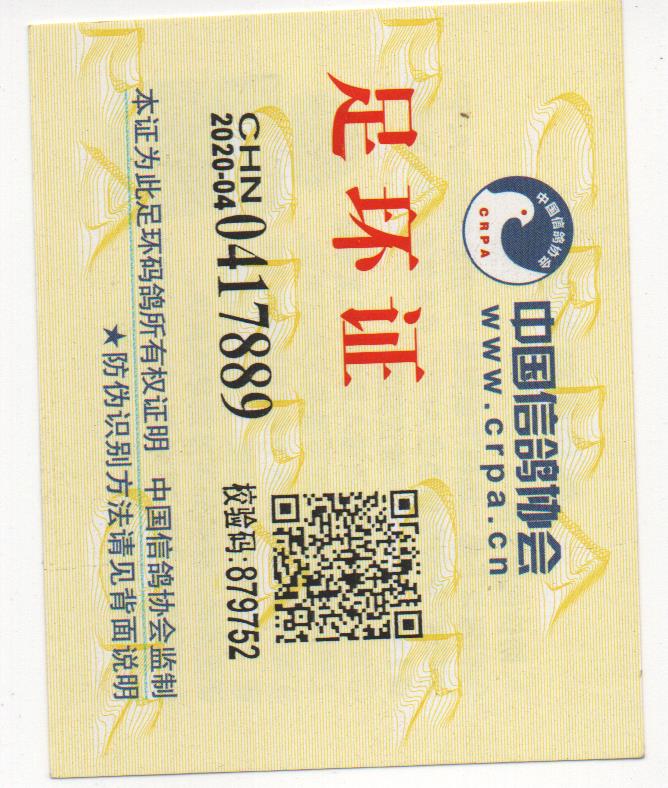 中国信鸽协会
CRPA
中国信鸽协会
www.crpa.cn
足环证
CHN
2020-04 0417889
校验码:879752
本证为此足环码鸽所有权证明 中国信鸽协会监制
★防伪识别方法请见背面说明